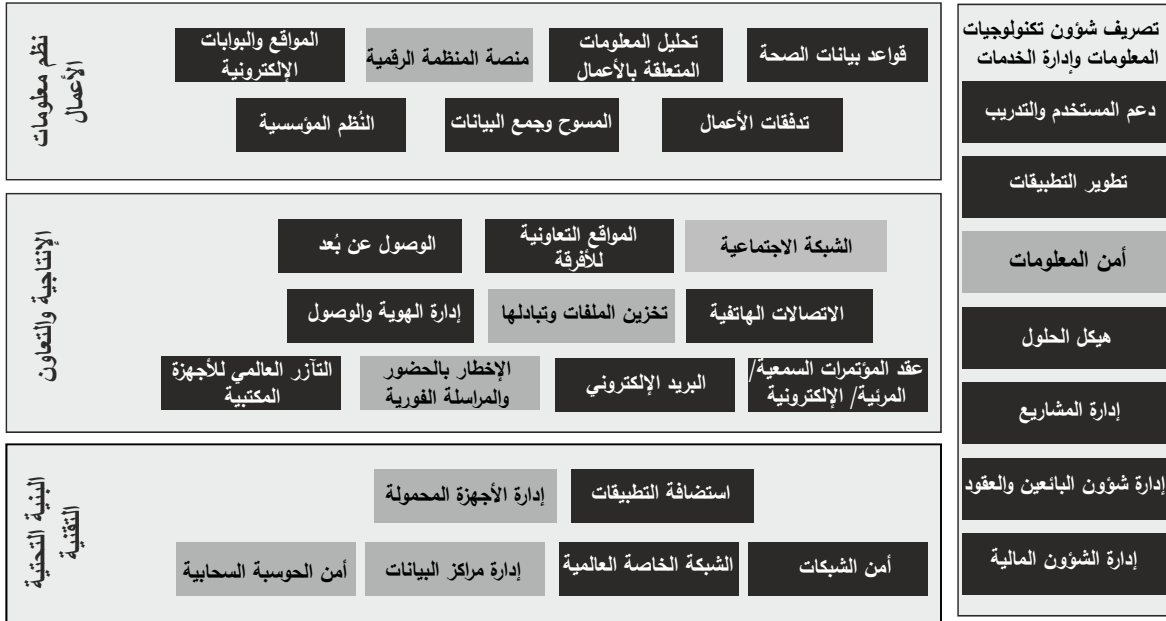 تصريف شؤون تكنولوجيات
المعلومات وإدارة الخدمات
دعم المستخدم والتدريب
تطوير التطبيقات
أمن المعلومات
هيكل الحلول
إدارة المشاريع
إدارة شؤون البائعين والعقود
إدارة الشؤون المالية
نظم معلومات
الأعمال
قواعد بيانات الصحة
تحليل المعلومات
المتعلقة بالأعمال
منصة المنظمة الرقمية
المواقع والبوابات
الإلكترونية
تدفقات الأعمال
المسوح وجمع البيانات
النُظم المؤسسية
الإنتاجية والتعاون
الشبكة الاجتماعية
المواقع التعاونية
للأفرقة
الوصول عن بُعد
الاتصالات الهاتفية
تخزين الملفات وتبادلها
إدارة الهوية والوصول
عقد المؤتمرات السمعية/
المرئية/ الإلكترونية
البريد الإلكتروني
الإخطار بالحضور
والمراسلة الفورية
التآزر العالمي للأجهزة
المكتبية
البنية التحتية
التقنية
استضافة التطبيقات
إدارة الأجهزة المحمولة
أمن الشبكات
الشبكة الخاصة العالمية
إدارة مراكز البيانات
أمن الحوسبة السحابية